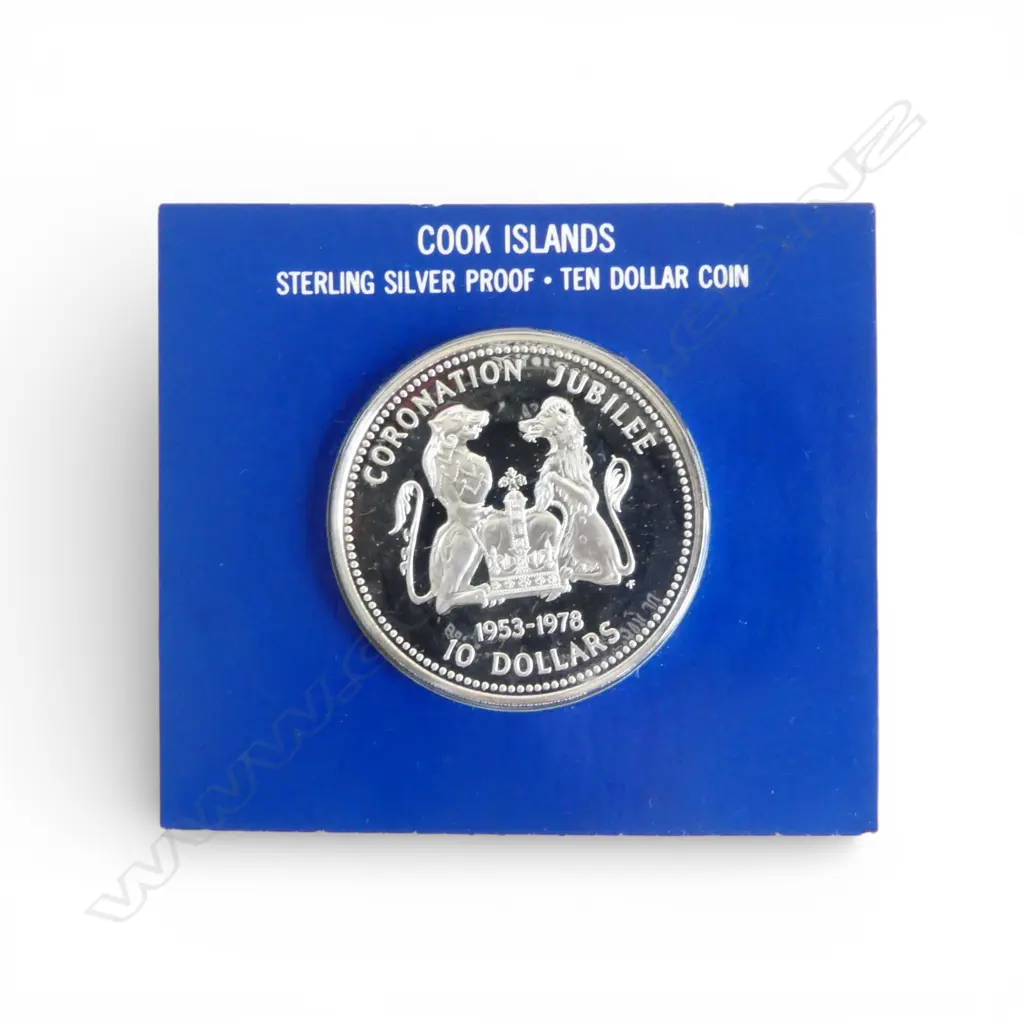 COOK ISLANDS
STERLING SILVER PROOF • TEN DOLLAR COIN
CORONATION JUBILEE
1953-1978
10 DOLLARS